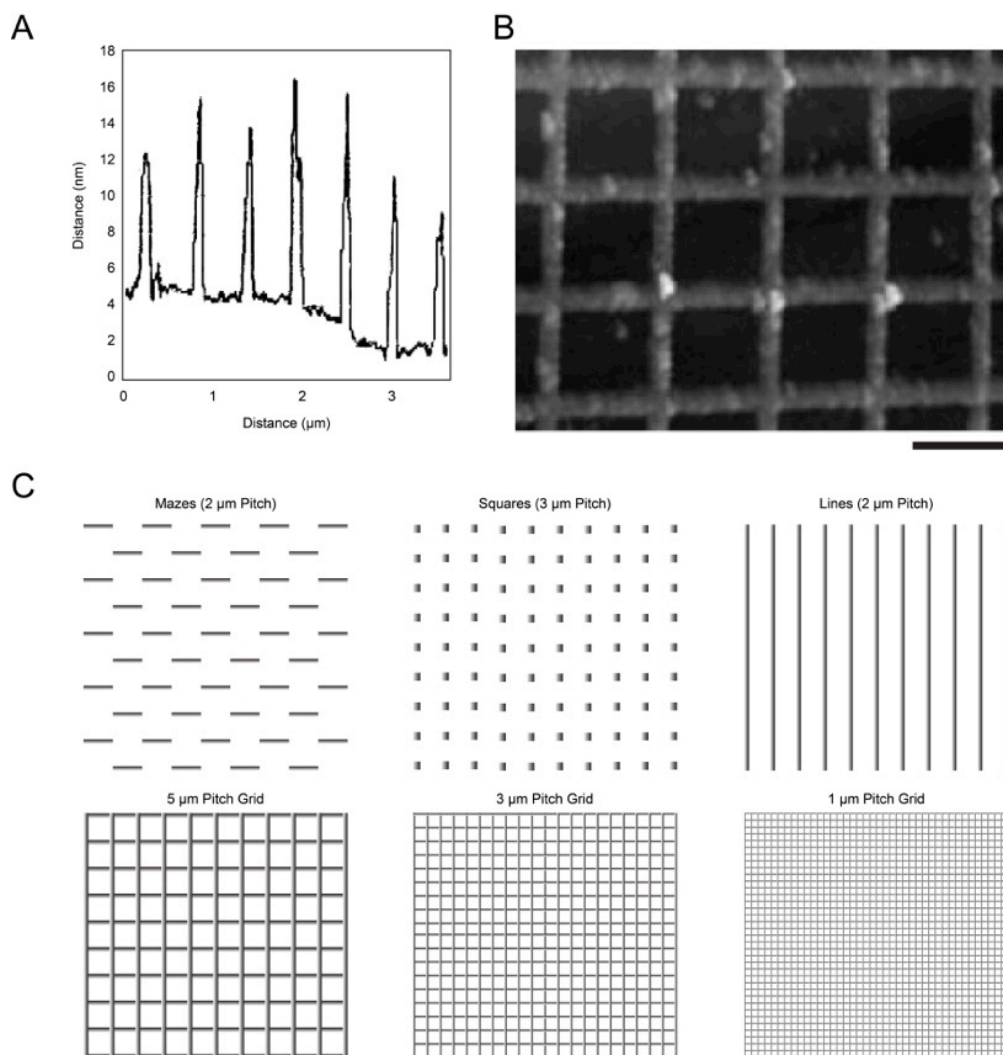 A
18
16
14
12
10
8
6
4
2
0
Distance (nm)
0 1 2 3
Distance (µm)
B
C
Mazes (2 µm Pitch)
Squares (3 µm Pitch)
Lines (2 µm Pitch)
5 µm Pitch Grid
3 µm Pitch Grid
1 µm Pitch Grid